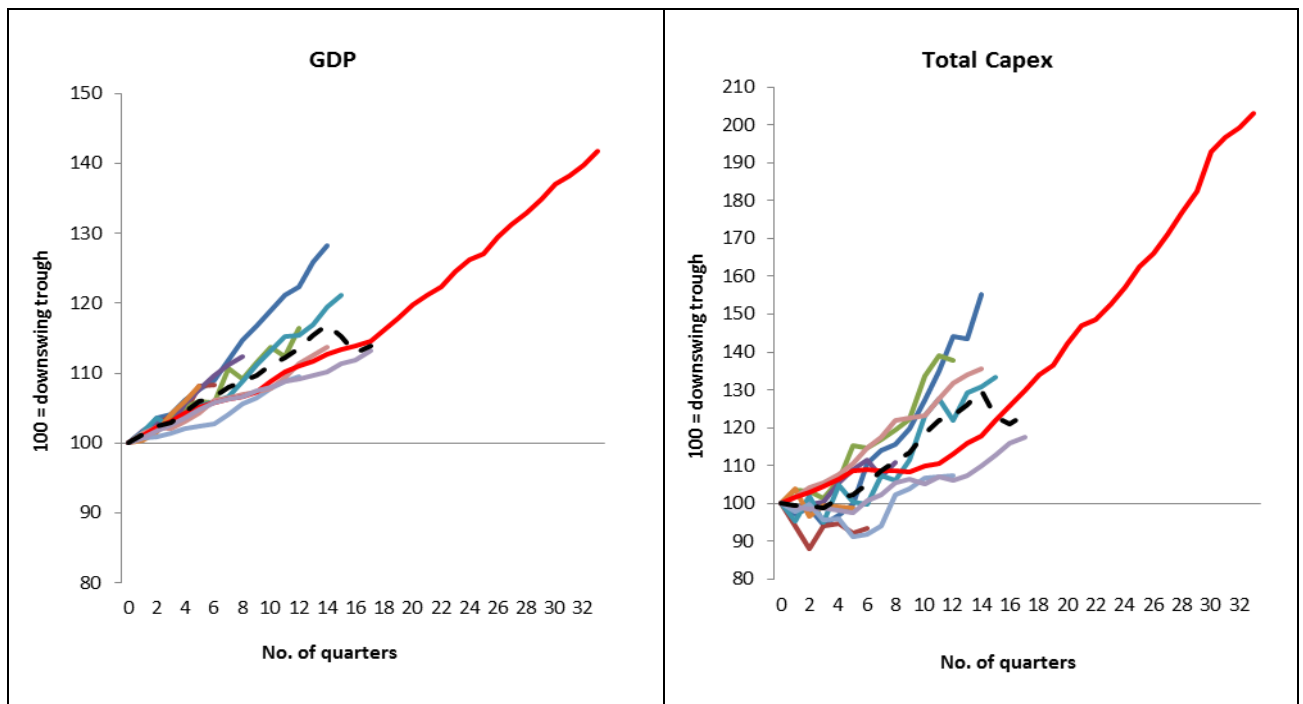 GDP
150
140
130
120
110
100
90
80
100 = downswing trough
0 2 4 6 8 10 12 14 16 18 20 22 24 26 28 30 32
No. of quarters
Total Capex
210
200
190
180
170
160
150
140
130
120
110
100
90
80
100 = downswing trough
0 2 4 6 8 10 12 14 16 18 20 22 24 26 28 30 32
No. of quarters